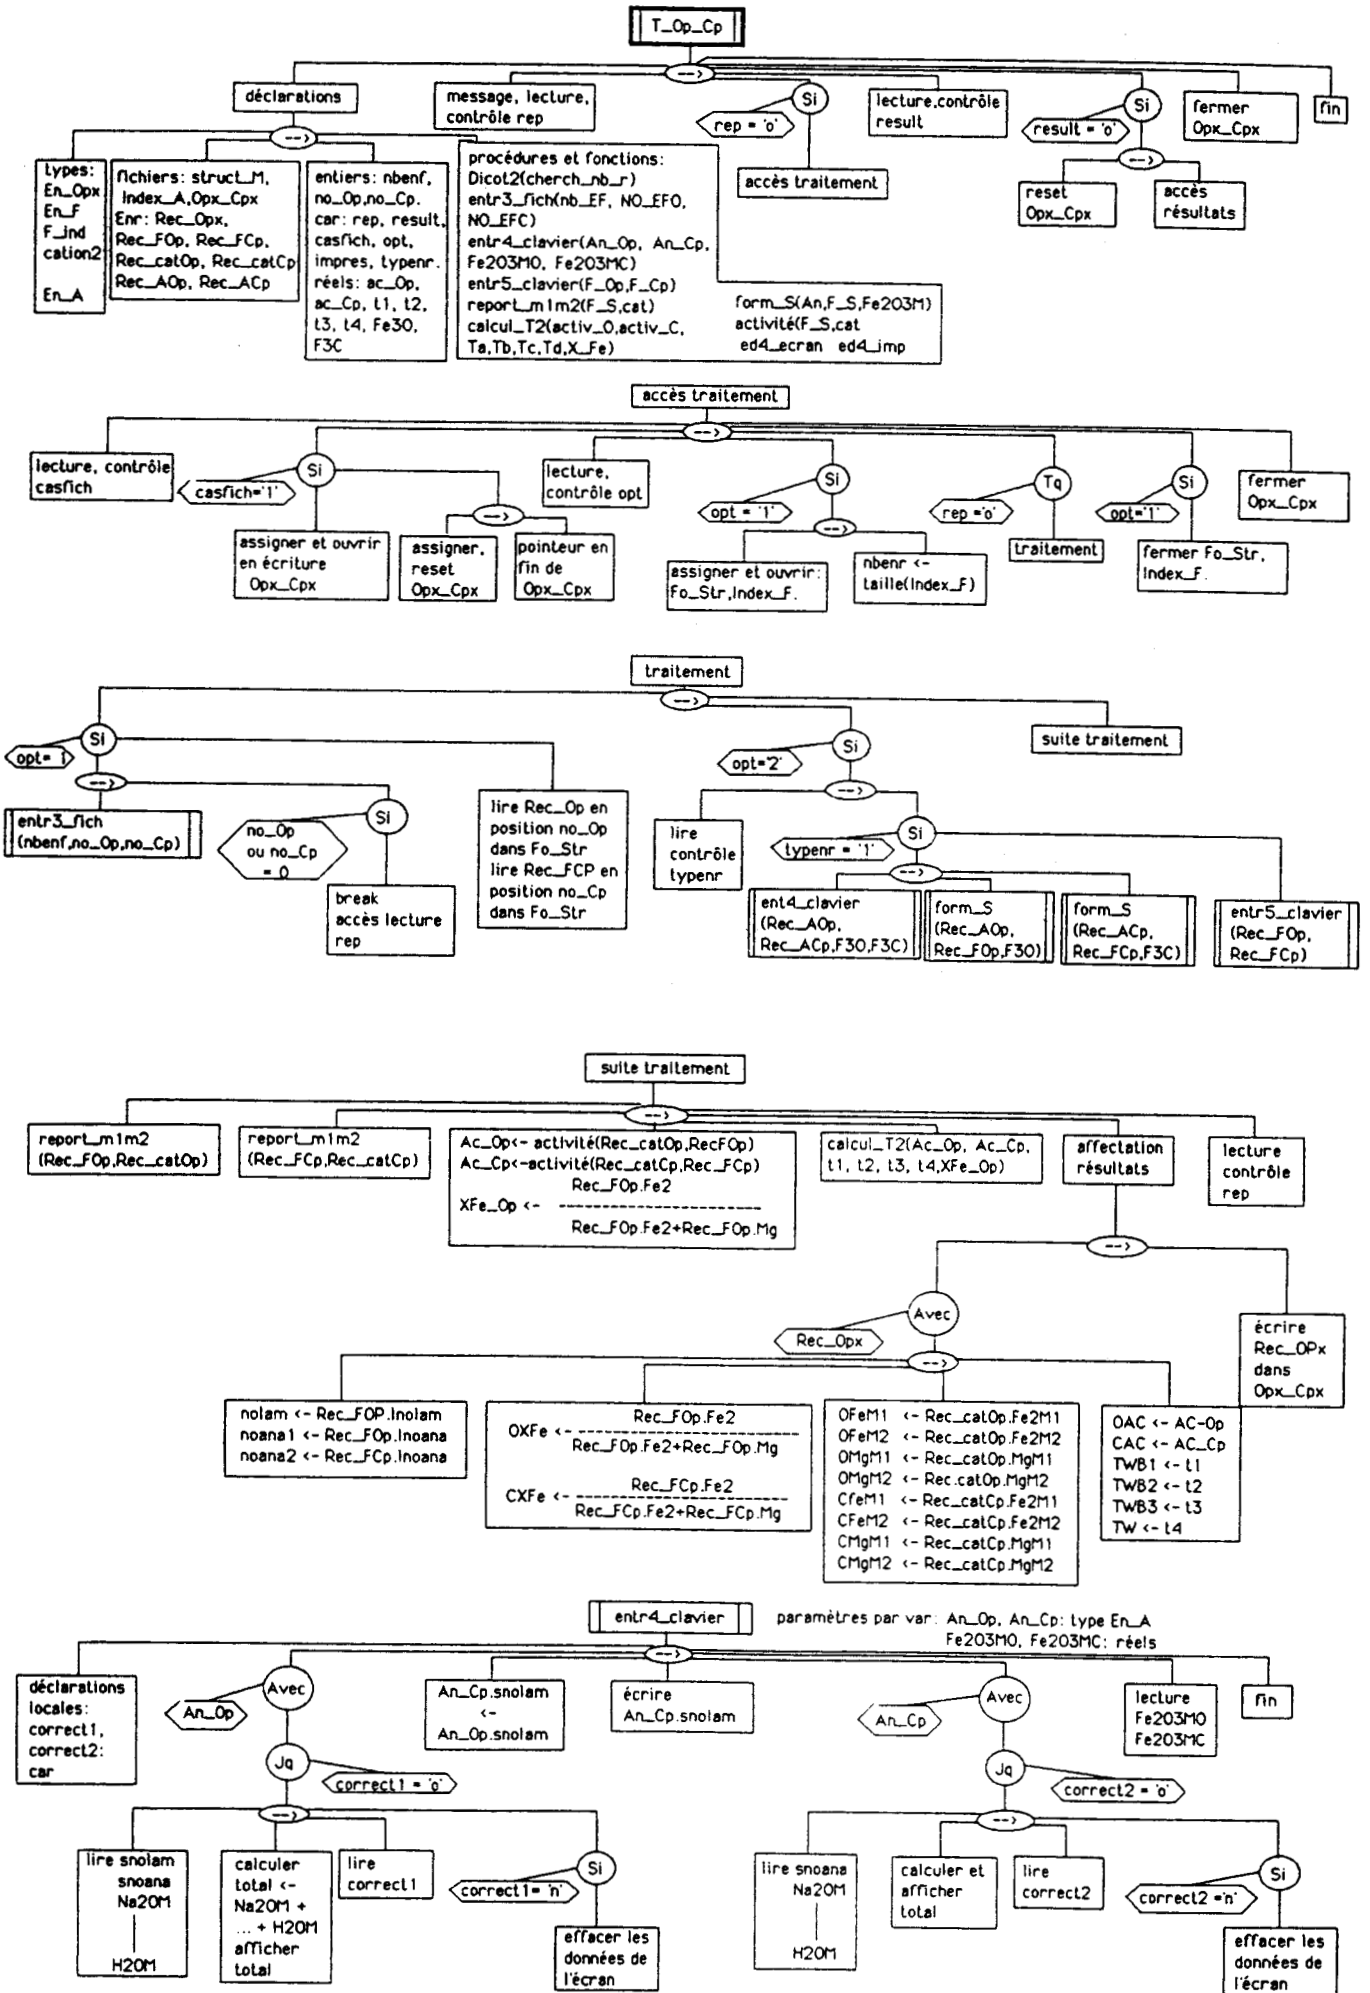 T_Op_Cp
-->
déclarations
message, lecture,
contrôle rep
Si
rep = 'o'
accès traitement
lecture,contrôle
result
Si
result = 'o'
-->
reset
Opx_Cpx
accès
résultats
fermer
Opx_Cpx
fin
-->
types:
En_Opx
En_F
F_ind
cation2
En_A
fichiers: struct_M,
Index_A,Opx_Cpx
Enr: Rec_Opx,
Rec_FOp, Rec_FCp,
Rec_catOp, Rec_catCp
Rec_AOp, Rec_ACp
entiers: nbenf,
no_Op,no_Cp.
car: rep, result,
casfich, opt,
impres, typenr.
réels: ac_Op,
ac_Cp, t1, t2,
t3, t4, Fe3O,
F3C
procédures et fonctions:
Dicot2(cherch_nb_r)
entr3_fich(nb_EF, NO_EFO,
NO_EFC)
entr4_clavier(An_Op, An_Cp,
Fe2O3MO, Fe2O3MC)
entr5_clavier(F_Op,F_Cp)
report_m1m2(F_S,cat)
calcul_T2(activ_O,activ_C,
Ta,Tb,Tc,Td,X_Fe)
form_S(An,F_S,Fe2O3M)
activité(F_S,cat
ed4_ecran ed4_imp
accès traitement
-->
lecture, contrôle
casfich
Si
casfich='1'
assigner et ouvrir
en écriture
Opx_Cpx
-->
assigner,
reset
Opx_Cpx
pointeur en
fin de
Opx_Cpx
lecture,
contrôle opt
Si
opt = '1'
-->
assigner et ouvrir:
Fo_Str,Index_F.
nbenr <-
taille(Index_F)
Tq
rep ='o'
traitement
Si
opt='1'
fermer Fo_Str,
Index_F.
fermer
Opx_Cpx
traitement
-->
Si
opt= 1
-->
entr3_fich
(nbenf,no_Op,no_Cp)
Si
no_Op
ou no_Cp
= 0
break
accès lecture
rep
lire Rec_Op en
position no_Op
dans Fo_Str
lire Rec_FCP en
position no_Cp
dans Fo_Str
Si
opt='2'
-->
lire
contrôle
typenr
Si
typenr = '1'
-->
ent4_clavier
(Rec_AOp,
Rec_ACp,F3O,F3C)
form_S
(Rec_AOp,
Rec_FOp,F3O)
form_S
(Rec_ACp,
Rec_FCp,F3C)
entr5_clavier
(Rec_FOp,
Rec_FCp)
suite traitement
suite traitement
-->
report_m1m2
(Rec_FOp,Rec_catOp)
report_m1m2
(Rec_FCp,Rec_catCp)
Ac_Op<- activité(Rec_catOp,RecFOp)
Ac_Cp<-activité(Rec_catCp,Rec_FCp)
Rec_FOp.Fe2
XFe_Op <- ------------------------
Rec_FOp.Fe2+Rec_FOp.Mg
calcul_T2(Ac_Op, Ac_Cp,
t1, t2, t3, t4,XFe_Op)
affectation
résultats
lecture
contrôle
rep
-->
Avec
Rec_Opx
-->
écrire
Rec_OPx
dans
Opx_Cpx
nolam <- Rec_FOP.Inolam
noana1 <- Rec_FOp.Inoana
noana2 <- Rec_FCp.Inoana
Rec_FOp.Fe2
OXFe <- ------------------------
Rec_FOp.Fe2+Rec_FOp.Mg
Rec_FCp.Fe2
CXFe <- ------------------------
Rec_FCp.Fe2+Rec_FCp.Mg
OFeM1 <- Rec_catOp.Fe2M1
OFeM2 <- Rec_catOp.Fe2M2
OMgM1 <- Rec_catOp.MgM1
OMgM2 <- Rec.catOp.MgM2
CfeM1 <- Rec_catCp.Fe2M1
CFeM2 <- Rec_catCp.Fe2M2
CMgM1 <- Rec_catCp.MgM1
CMgM2 <- Rec_catCp.MgM2
OAC <- AC-Op
CAC <- AC_Cp
TWB1 <- t1
TWB2 <- t2
TWB3 <- t3
TW <- t4
entr4_clavier
paramètres par var: An_Op, An_Cp: type En_A
Fe2O3MO, Fe2O3MC: réels
-->
déclarations
locales:
correct1,
correct2:
car
Avec
An_Op
Jq
correct1 = 'o'
-->
lire snolam
snoana
Na2OM
H2OM
calculer
total <-
Na2OM +
... + H2OM
afficher
total
lire
correct1
Si
correct1= 'n'
effacer les
données de
l'écran
An_Cp.snolam
<-
An_Op.snolam
écrire
An_Cp.snolam
Avec
An_Cp
Jq
correct2 = 'o'
-->
lire snoana
Na2OM
H2OM
calculer et
afficher
total
lire
correct2
Si
correct2 ='n'
effacer les
données de
l'écran
lecture
Fe2O3MO
Fe2O3MC
fin